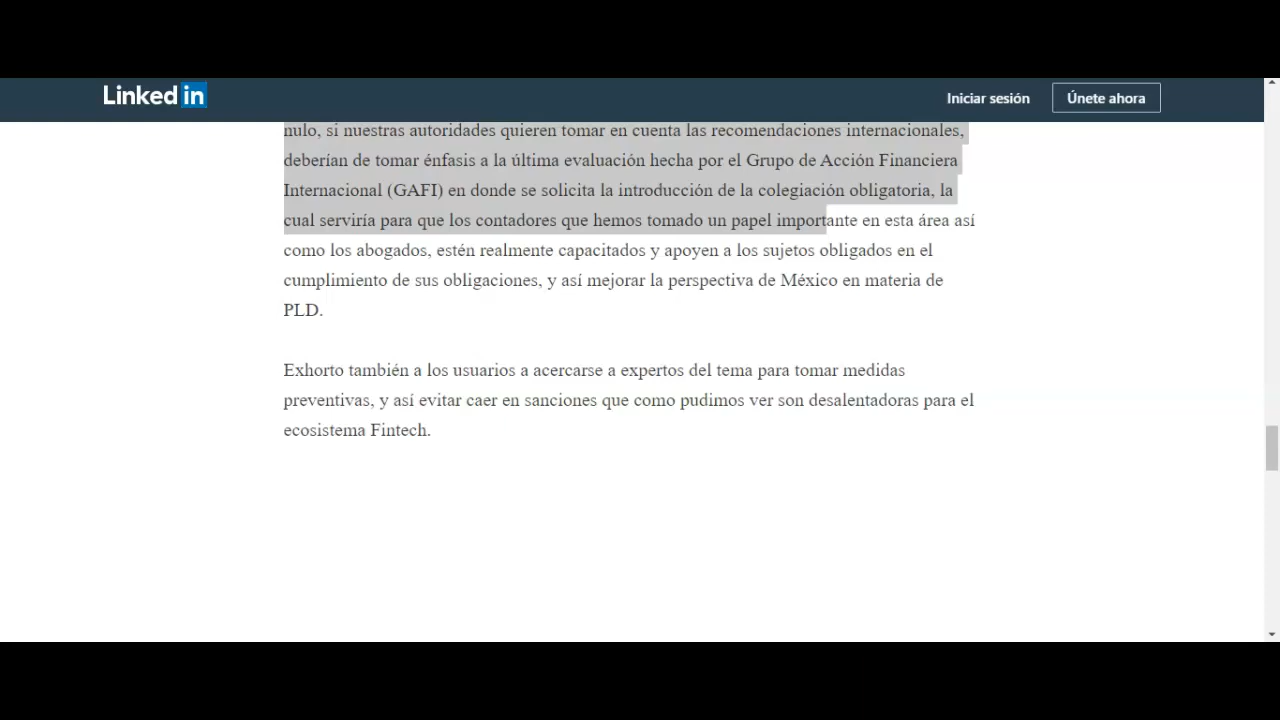 Linked in
Iniciar sesión
Únete ahora
nulo, si nuestras autoridades quieren tomar en cuenta las recomendaciones internacionales,
deberían de tomar énfasis a la última evaluación hecha por el Grupo de Acción Financiera
Internacional (GAFI) en donde se solicita la introducción de la colegiación obligatoria, la
cual serviría para que los contadores que hemos tomado un papel importante en esta área así
como los abogados, estén realmente capacitados y apoyen a los sujetos obligados en el
cumplimiento de sus obligaciones, y así mejorar la perspectiva de México en materia de
PLD.
Exhorto también a los usuarios a acercarse a expertos del tema para tomar medidas
preventivas, y así evitar caer en sanciones que como pudimos ver son desalentadoras para el
ecosistema Fintech.